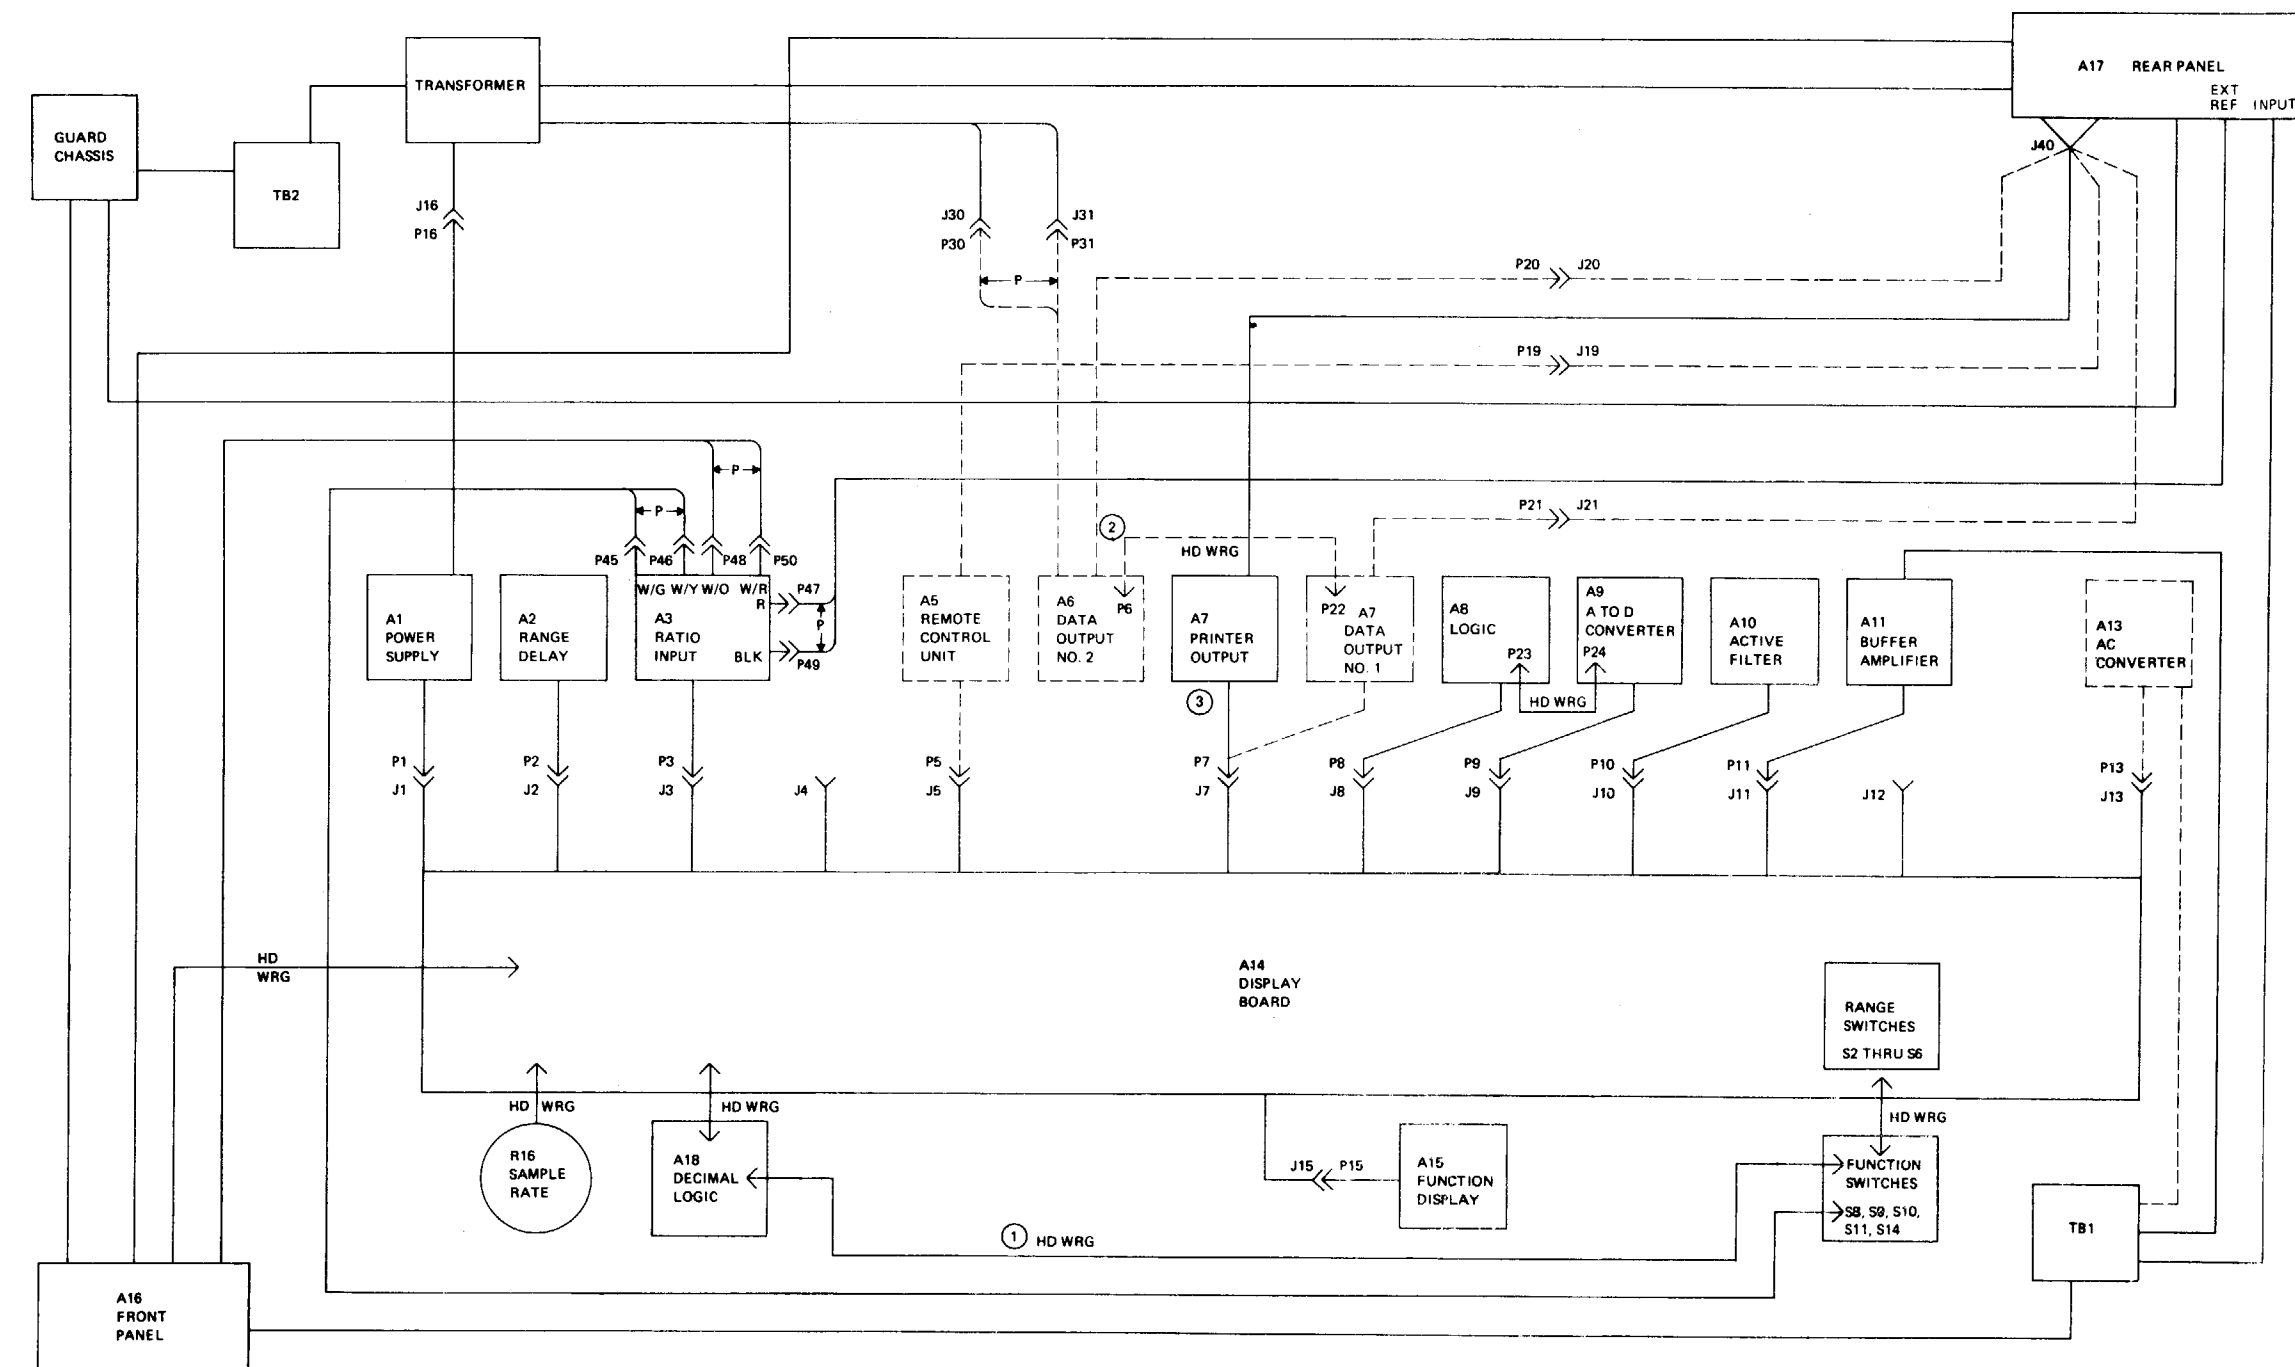 A17 REAR PANEL
EXT
REF INPUT
TRANSFORMER
GUARD
CHASSIS
TB2
J40
J16
P16
J30
P30
J31
P31
P
P20 J20
P19 J19
P
P
P21 J21
2
HD WRG
P45 P46 P48 P50
W/G W/Y W/O W/R
R
P47
P
BLK
P49
A1
POWER
SUPPLY
A2
RANGE
DELAY
A3
RATIO
INPUT
A5
REMOTE
CONTROL
UNIT
A6
DATA
OUTPUT
NO. 2
P6
A7
PRINTER
OUTPUT
P22 A7
DATA
OUTPUT
NO. 1
A8
LOGIC
P23
A9
A TO D
CONVERTER
P24
HD WRG
A10
ACTIVE
FILTER
A11
BUFFER
AMPLIFIER
A13
AC
CONVERTER
3
P1
J1
P2
J2
P3
J3
J4
P5
J5
P7
J7
P8
J8
P9
J9
P10
J10
P11
J11
J12
P13
J13
HD
WRG
A14
DISPLAY
BOARD
RANGE
SWITCHES
S2 THRU S6
HD WRG
HD WRG
HD WRG
R16
SAMPLE
RATE
A18
DECIMAL
LOGIC
J15 P15
A15
FUNCTION
DISPLAY
FUNCTION
SWITCHES
S8, S9, S10,
S11, S14
1 HD WRG
TB1
A16
FRONT
PANEL